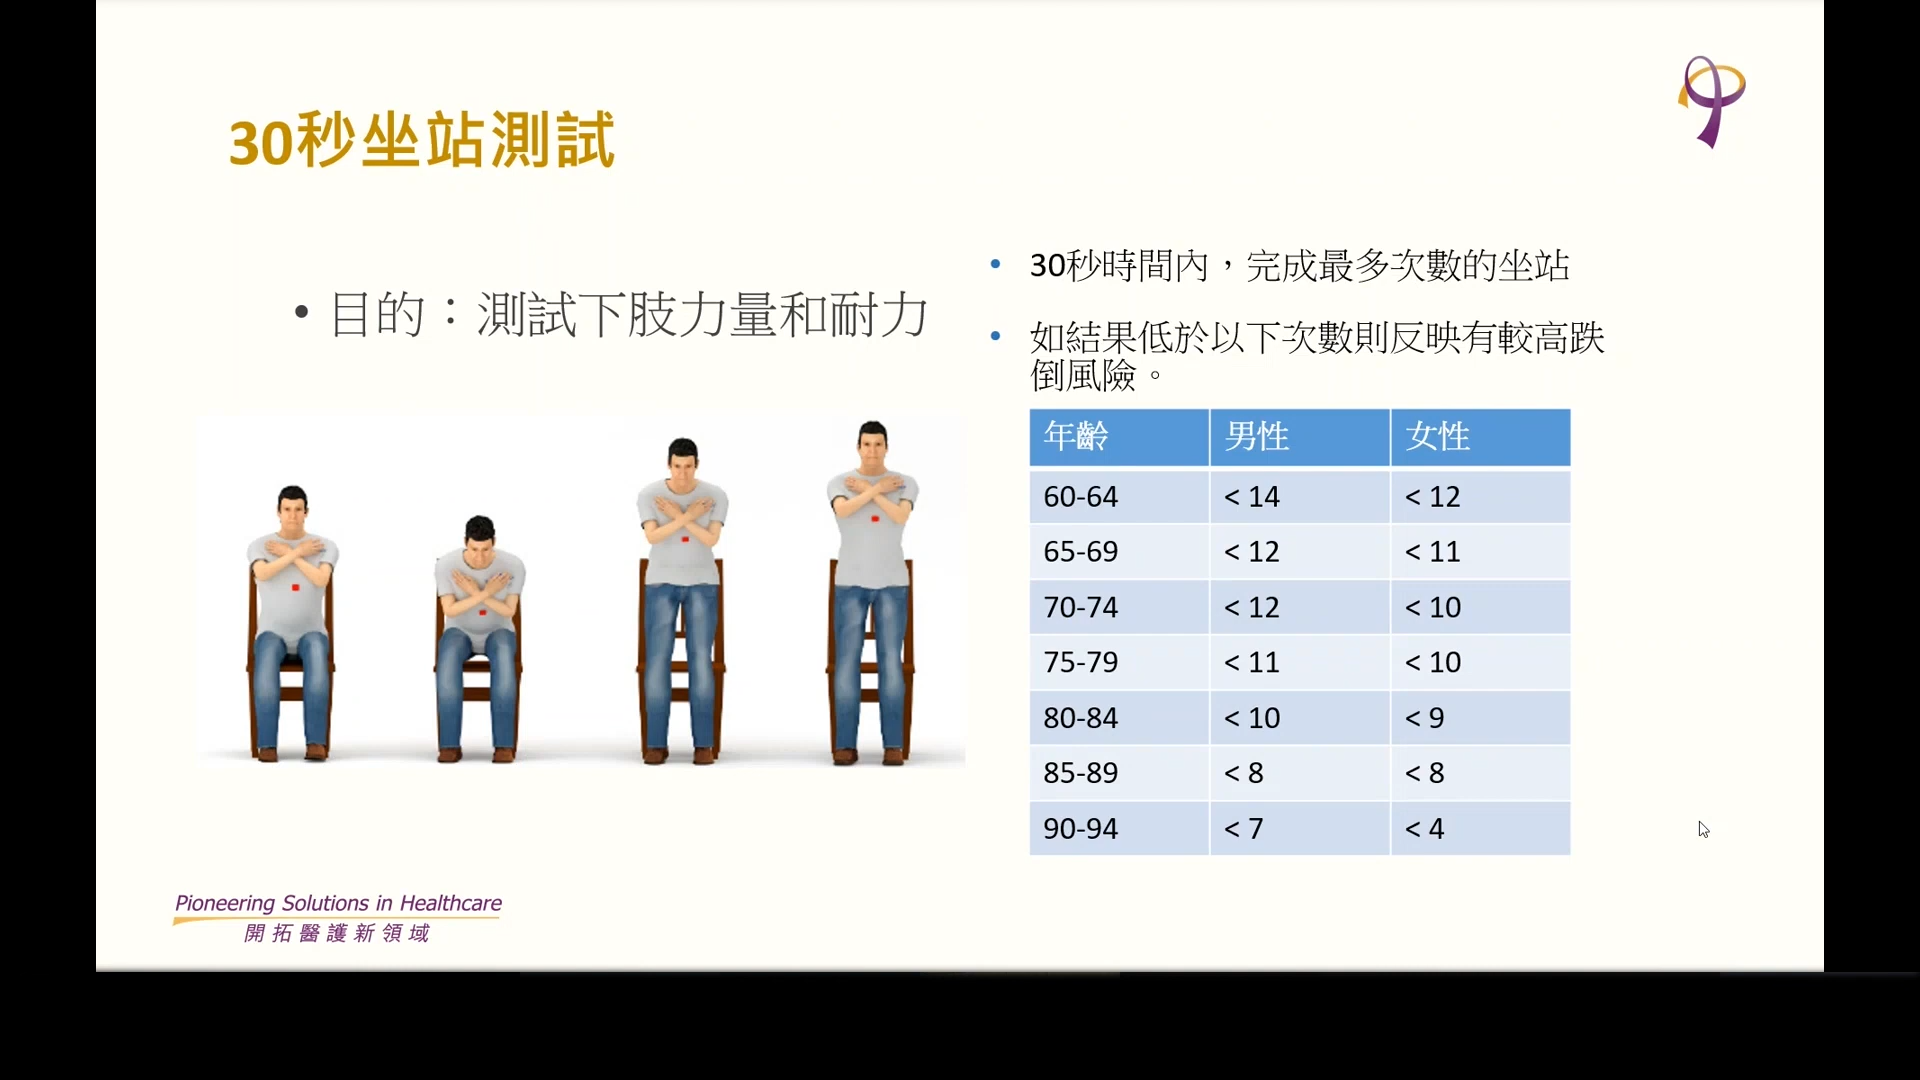 30秒坐站測試
• 目的：測試下肢力量和耐力
• 30秒時間內，完成最多次數的坐站
• 如結果低於以下次數則反映有較高跌
倒風險。
年齡 男性 女性
60-64 < 14 < 12
65-69 < 12 < 11
70-74 < 12 < 10
75-79 < 11 < 10
80-84 < 10 < 9
85-89 < 8 < 8
90-94 < 7 < 4
Pioneering Solutions in Healthcare
開拓醫護新領域